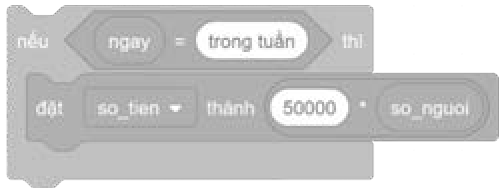 nếu ngay = trong tuần thì
đặt so_tien thành 50000 * so_nguoi